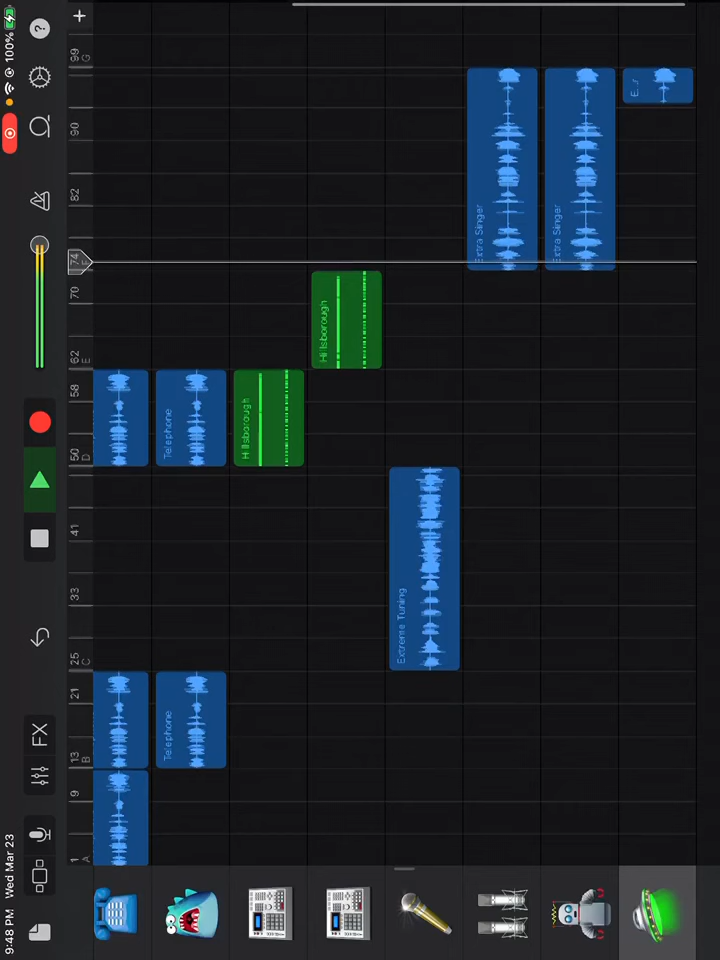 9:48 PM Wed Mar 23
100%
FX
?
1 9 13 21 25 33 41 50 58 62 70 74 82 90 99
A B C D E F G
+
Telephone
Telephone
Hillsborough
Hillsborough
Extreme Tuning
Extra Singer
Extra Singer
E...r